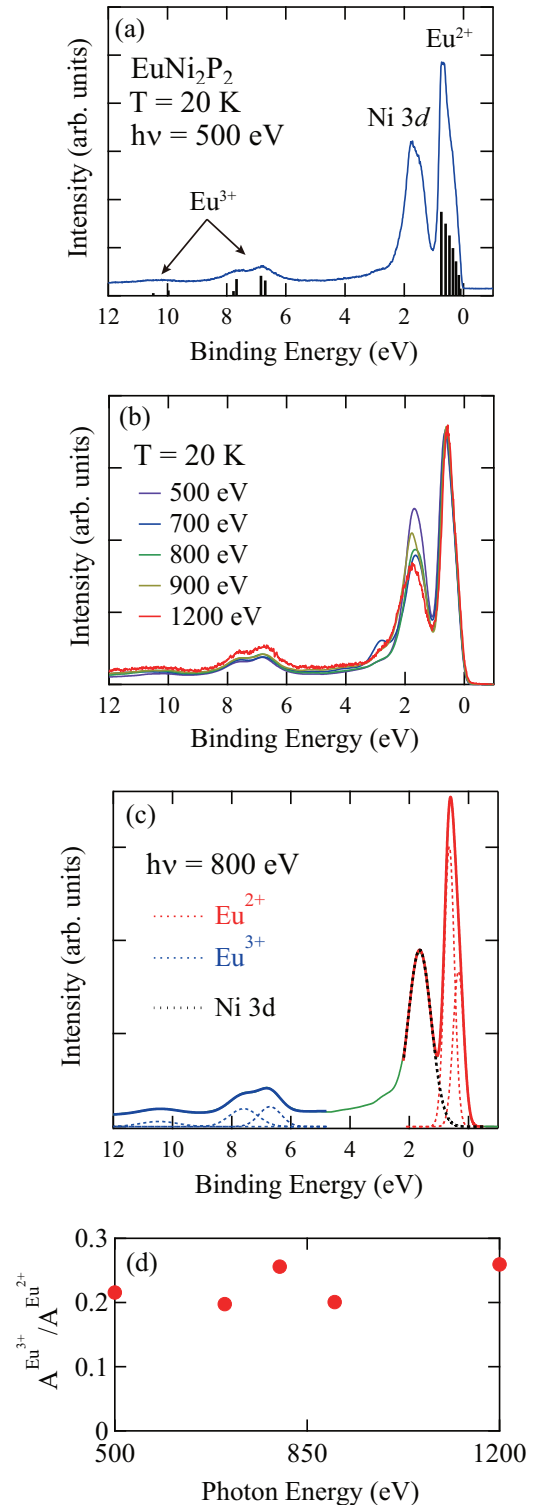 (a)
EuNi₂P₂
T = 20 K
hν = 500 eV
Eu³⁺
Ni 3d
Eu²⁺
Intensity (arb. units)
12 10 8 6 4 2 0
Binding Energy (eV)
(b)
T = 20 K
500 eV
700 eV
800 eV
900 eV
1200 eV
Intensity (arb. units)
12 10 8 6 4 2 0
Binding Energy (eV)
(c)
hν = 800 eV
Eu²⁺
Eu³⁺
Ni 3d
Intensity (arb. units)
12 10 8 6 4 2 0
Binding Energy (eV)
(d)
0.3
0.2
0.1
0
A^Eu³⁺/A^Eu²⁺
500 850 1200
Photon Energy (eV)